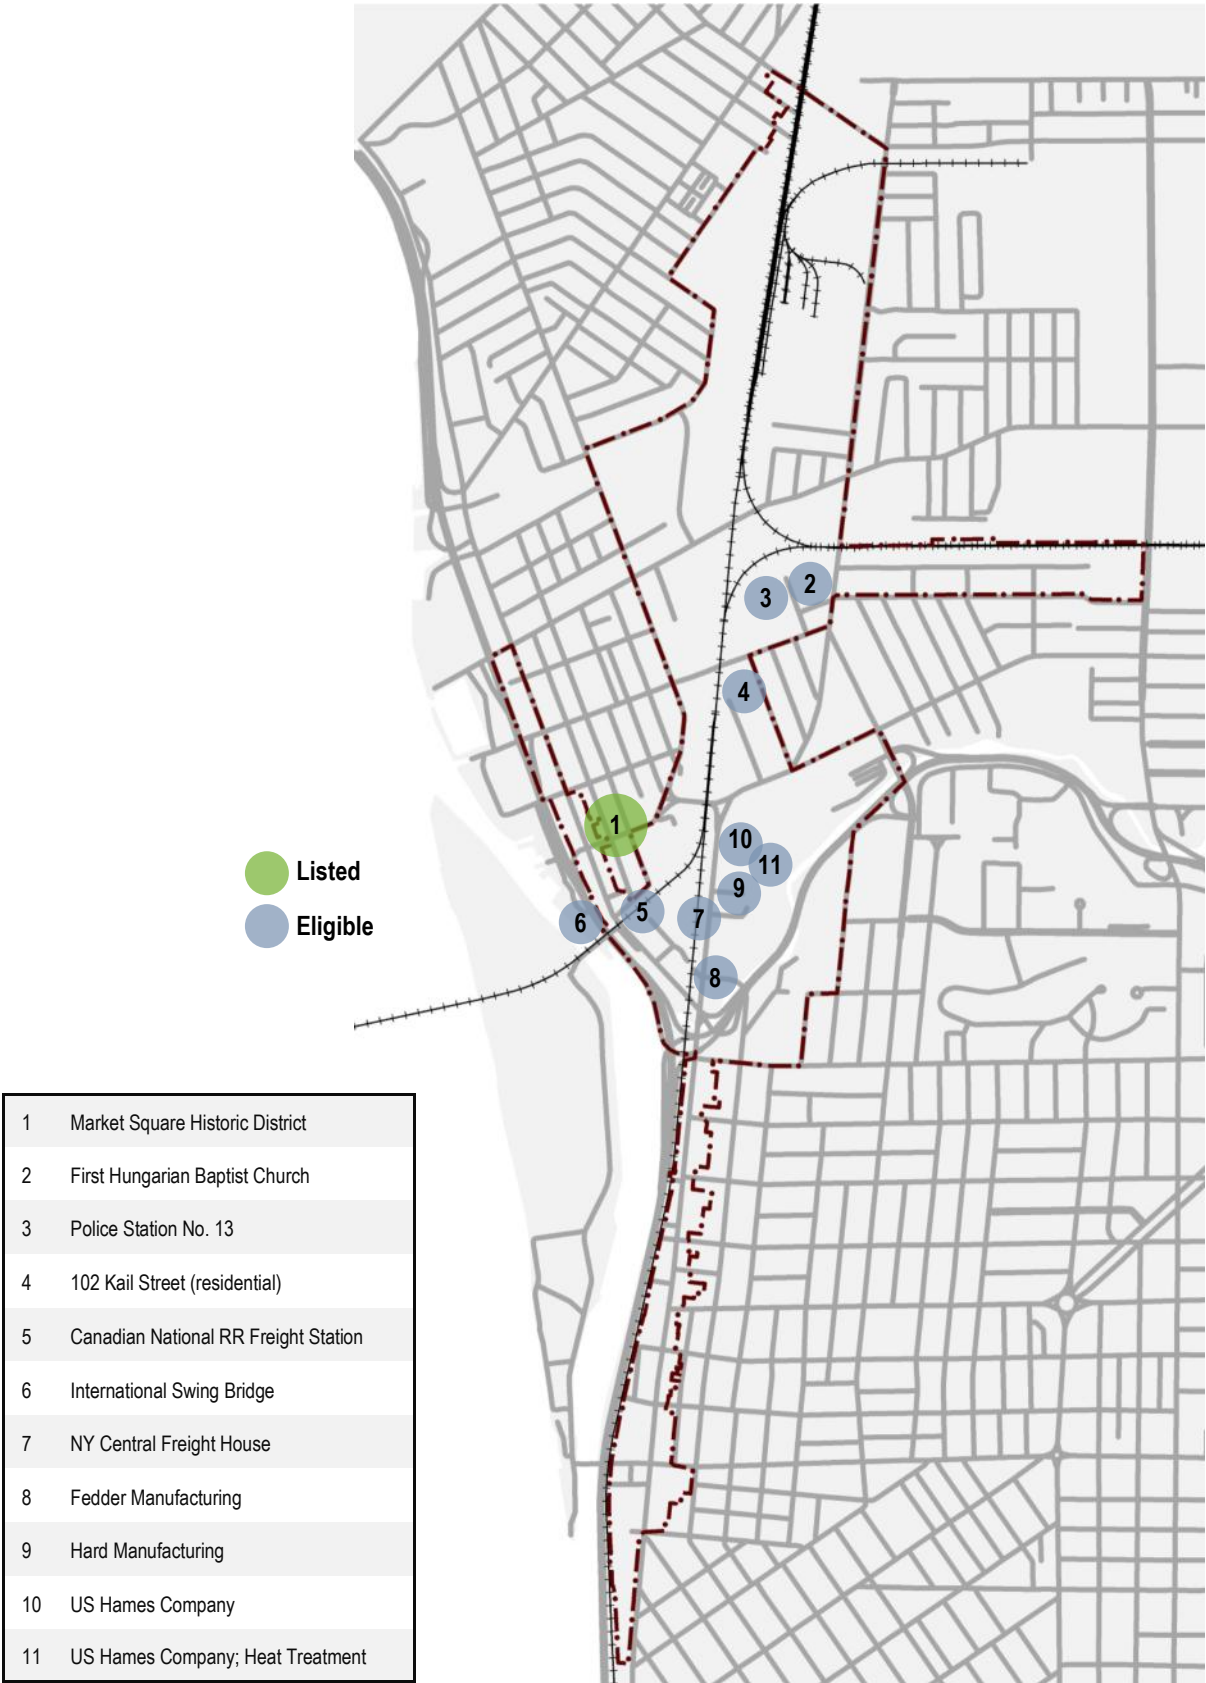 2
3
4
1
10
11
9
5
7
6
8
Listed
Eligible
1 Market Square Historic District
2 First Hungarian Baptist Church
3 Police Station No. 13
4 102 Kail Street (residential)
5 Canadian National RR Freight Station
6 International Swing Bridge
7 NY Central Freight House
8 Fedder Manufacturing
9 Hard Manufacturing
10 US Hames Company
11 US Hames Company; Heat Treatment